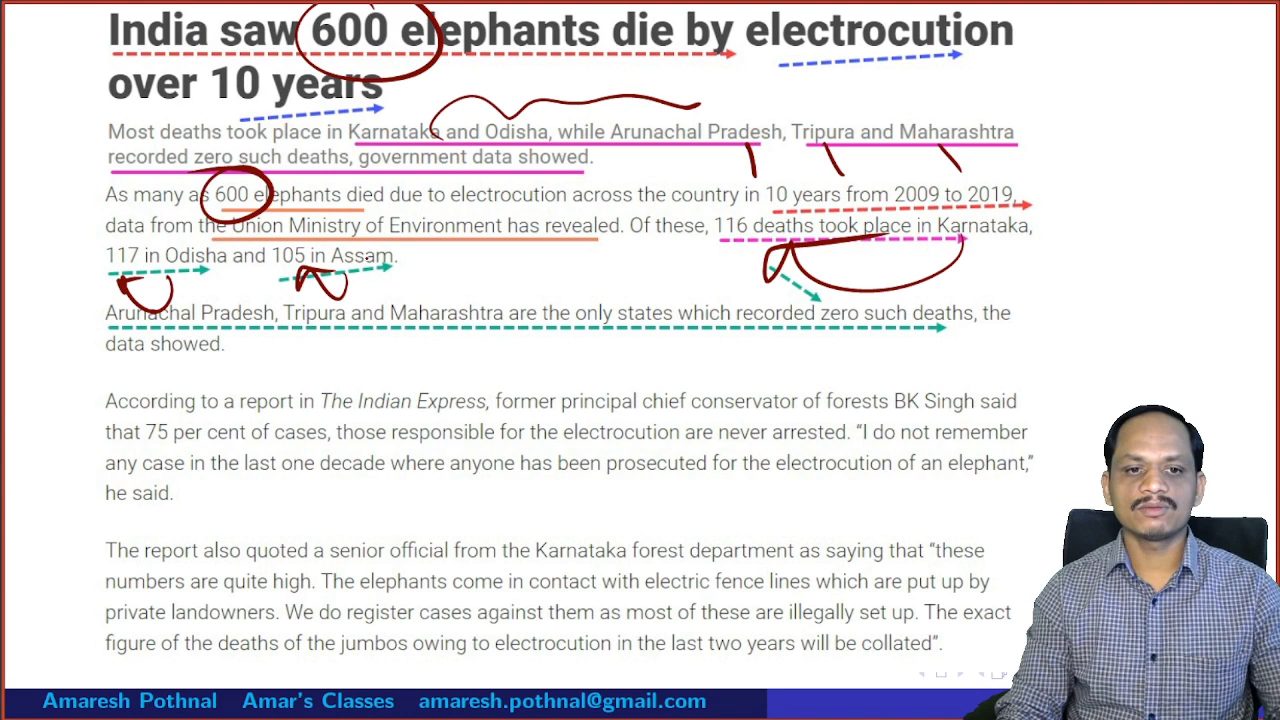 India saw 600 elephants die by electrocution
over 10 years
Most deaths took place in Karnataka and Odisha, while Arunachal Pradesh, Tripura and Maharashtra
recorded zero such deaths, government data showed.
As many as 600 elephants died due to electrocution across the country in 10 years from 2009 to 2019,
data from the Union Ministry of Environment has revealed. Of these, 116 deaths took place in Karnataka,
117 in Odisha and 105 in Assam.
Arunachal Pradesh, Tripura and Maharashtra are the only states which recorded zero such deaths, the
data showed.
According to a report in The Indian Express, former principal chief conservator of forests BK Singh said
that 75 per cent of cases, those responsible for the electrocution are never arrested. “I do not remember
any case in the last one decade where anyone has been prosecuted for the electrocution of an elephant,”
he said.
The report also quoted a senior official from the Karnataka forest department as saying that “these
numbers are quite high. The elephants come in contact with electric fence lines which are put up by
private landowners. We do register cases against them as most of these are illegally set up. The exact
figure of the deaths of the jumbos owing to electrocution in the last two years will be collated”.
Amaresh Pothnal Amar's Classes amaresh.pothnal@gmail.com